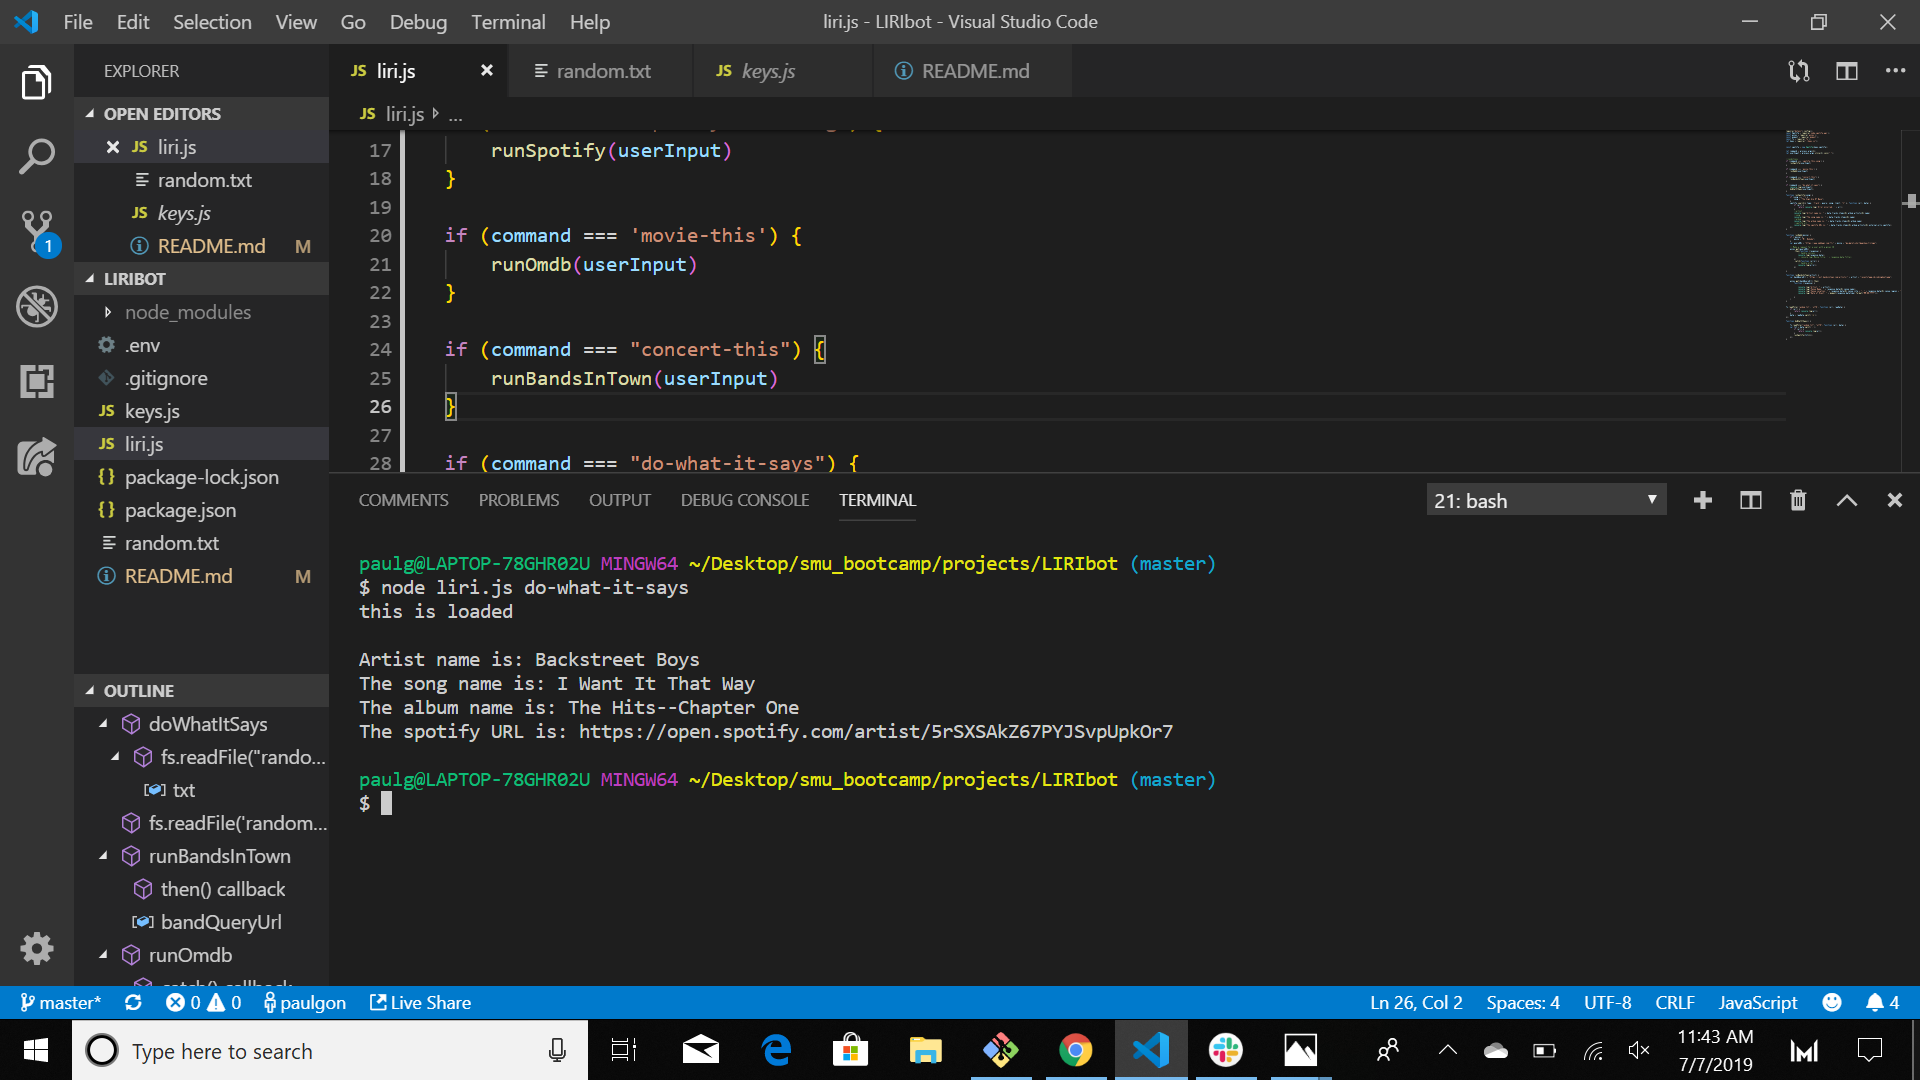 File Edit Selection View Go Debug Terminal Help
liri.js - LIRIbot - Visual Studio Code
EXPLORER
OPEN EDITORS
JS liri.js
random.txt
JS keys.js
README.md M
LIRIBOT
node_modules
.env
.gitignore
JS keys.js
JS liri.js
{} package-lock.json
{} package.json
random.txt
README.md M
OUTLINE
doWhatItSays
fs.readFile("rando...
txt
fs.readFile('random...
runBandsInTown
then() callback
bandQueryUrl
runOmdb
1
JS liri.js
random.txt
JS keys.js
README.md
JS liri.js ...
17 runSpotify(userInput)
18 }
19
20 if (command === 'movie-this') {
21 runOmdb(userInput)
22 }
23
24 if (command === "concert-this") {
25 runBandsInTown(userInput)
26 }
27
28 if (command === "do-what-it-says") {
COMMENTS PROBLEMS OUTPUT DEBUG CONSOLE TERMINAL
21: bash
paulg@LAPTOP-78GHR02U MINGW64 ~/Desktop/smu_bootcamp/projects/LIRIbot (master)
$ node liri.js do-what-it-says
this is loaded
Artist name is: Backstreet Boys
The song name is: I Want It That Way
The album name is: The Hits--Chapter One
The spotify URL is: https://open.spotify.com/artist/5rSXSAkZ67PYJSvpUpkOr7
paulg@LAPTOP-78GHR02U MINGW64 ~/Desktop/smu_bootcamp/projects/LIRIbot (master)
$
master* 0 0 paulgon Live Share
Ln 26, Col 2 Spaces: 4 UTF-8 CRLF JavaScript 4
Type here to search
11:43 AM
7/7/2019